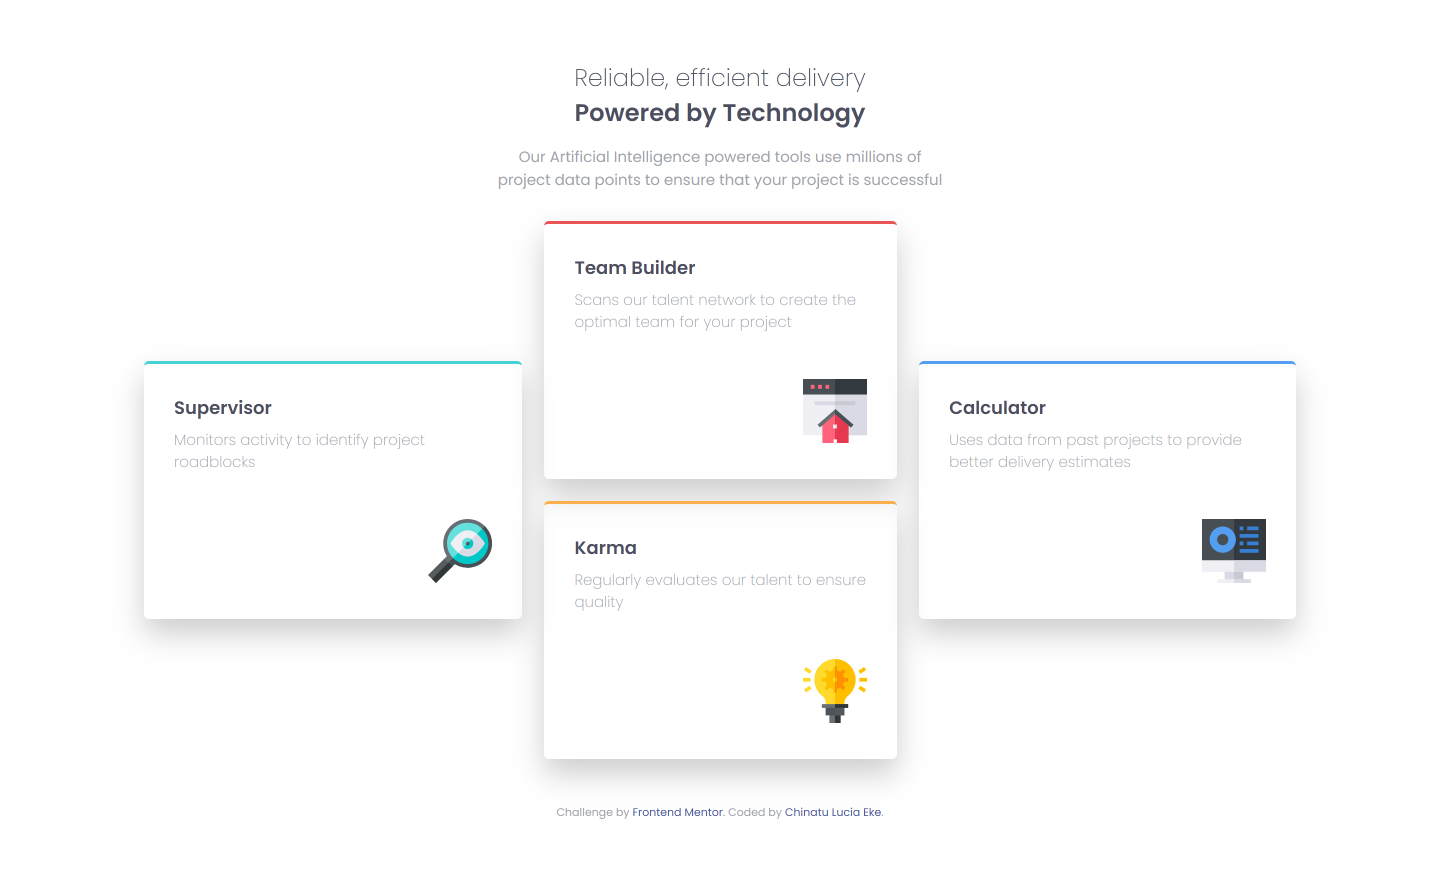 Reliable, efficient delivery
Powered by Technology
Our Artificial Intelligence powered tools use millions of
project data points to ensure that your project is successful
Supervisor
Monitors activity to identify project
roadblocks
Team Builder
Scans our talent network to create the
optimal team for your project
Karma
Regularly evaluates our talent to ensure
quality
Calculator
Uses data from past projects to provide
better delivery estimates
Challenge by Frontend Mentor. Coded by Chinatu Lucia Eke.